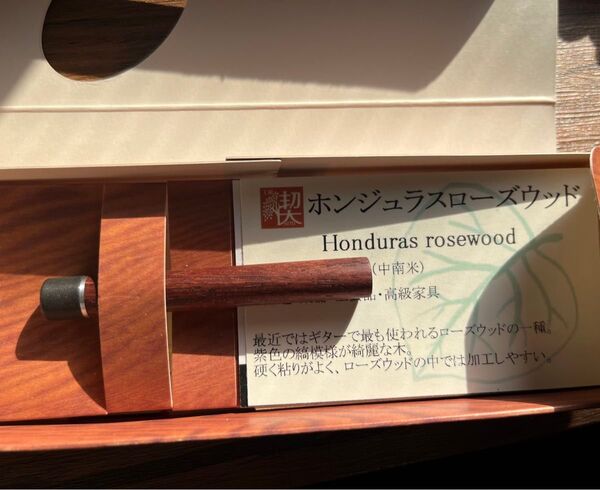 契
ホンジュラスローズウッド
Honduras rosewood
(中南米)
品・高級家具
最近ではギターで最も使われるローズウッドの一種。
紫色の縞模様が綺麗な木。
硬く粘りがよく、ローズウッドの中では加工しやすい。